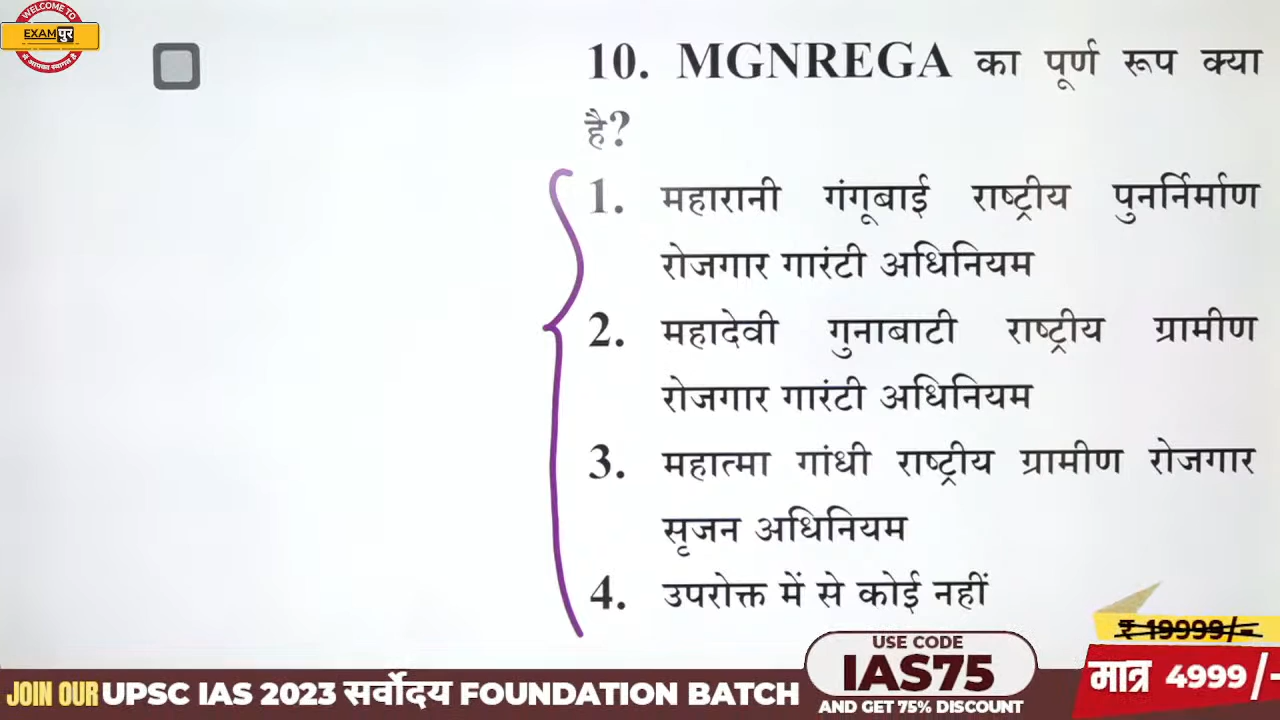 WELCOME TO
EXAMपुर
में आपका स्वागत है
10. MGNREGA का पूर्ण रूप क्या
है?
1. महारानी गंगूबाई राष्ट्रीय पुनर्निर्माण
रोजगार गारंटी अधिनियम
2. महादेवी गुनाबाटी राष्ट्रीय ग्रामीण
रोजगार गारंटी अधिनियम
3. महात्मा गांधी राष्ट्रीय ग्रामीण रोजगार
सृजन अधिनियम
4. उपरोक्त में से कोई नहीं
₹ 19999/-
USE CODE
IAS75
AND GET 75% DISCOUNT
मात्र 4999/-
JOIN OUR UPSC IAS 2023 सर्वोदय FOUNDATION BATCH